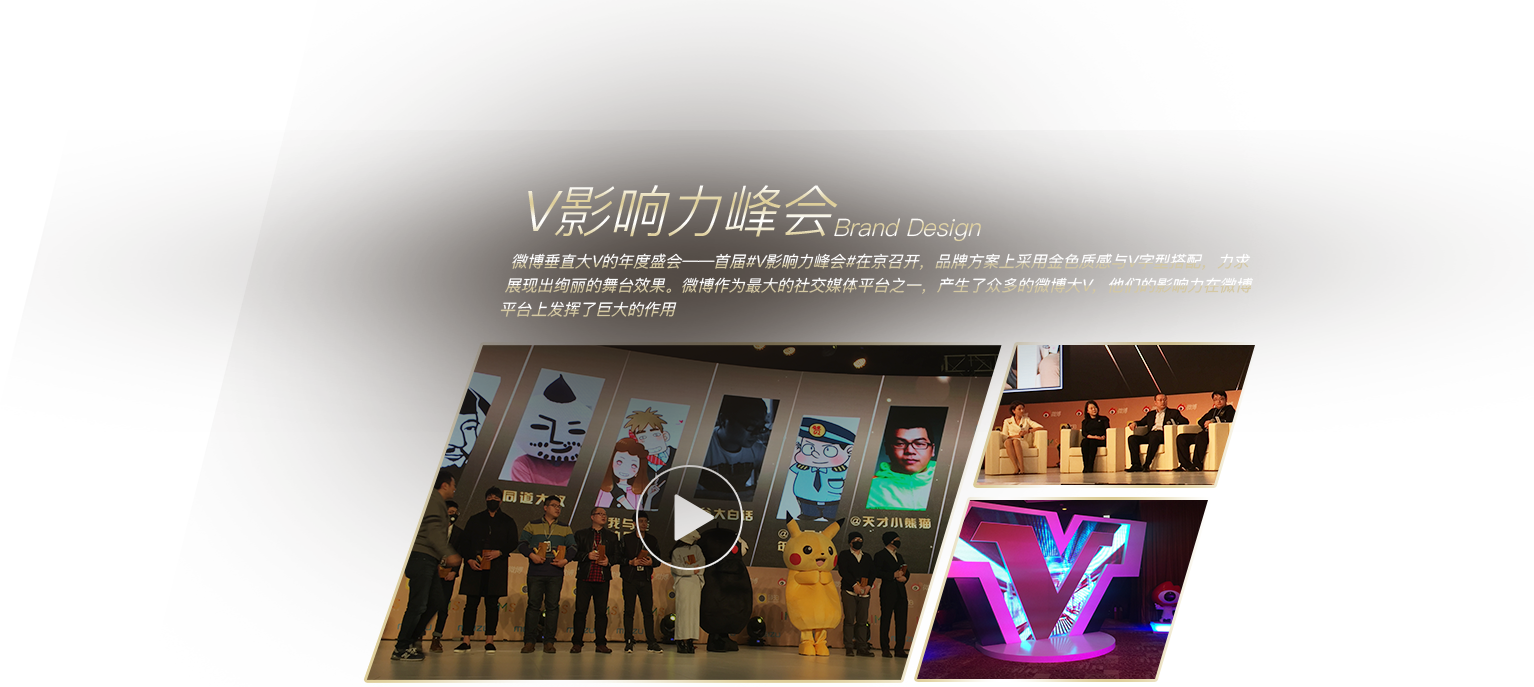 V影响力峰会 Brand Design
微博垂直大V的年度盛会——首届#V影响力峰会#在京召开，品牌方案上采用金色质感与V字型搭配，力求
展现出绚丽的舞台效果。微博作为最大的社交媒体平台之一，产生了众多的微博大V，他们的影响力在微博
平台上发挥了巨大的作用
同道大叔
我与
大白话
@天才小熊猫
V